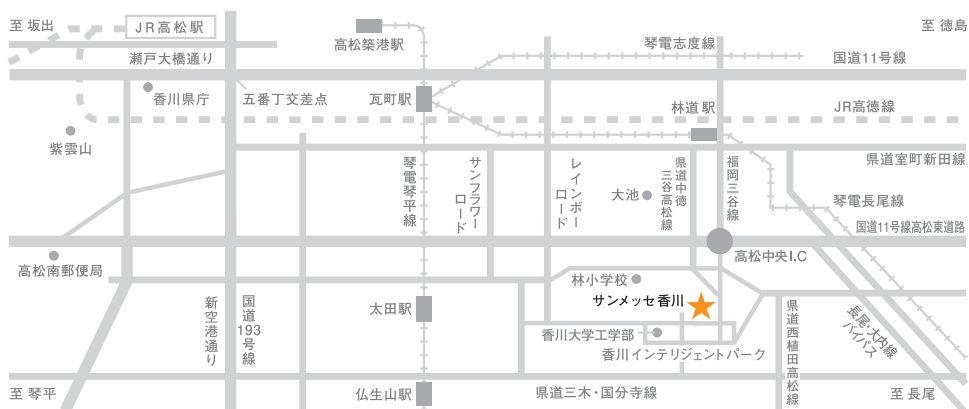 至 坂出
JR高松駅
瀬戸大橋通り
高松築港駅
琴電志度線
至 徳島
国道11号線
香川県庁
五番丁交差点
瓦町駅
林道駅
JR高徳線
紫雲山
県道室町新田線
琴電琴平線
サンフラワーロード
レインボーロード
大池
県道中徳三谷高松線
福岡三谷線
琴電長尾線
国道11号線高松東道路
高松南郵便局
高松中央I.C
林小学校
サンメッセ香川
新空港通り
国道193号線
太田駅
香川大学工学部
香川インテリジェントパーク
県道西植田高松線
長尾・大内線
バイパス
至 琴平
仏生山駅
県道三木・国分寺線
至 長尾